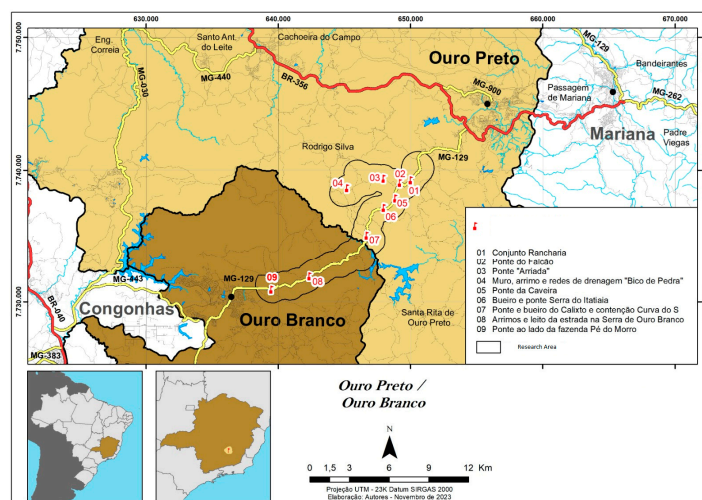 630.000
640.000
650.000
660.000
670.000
7.750.000
7.740.000
7.730.000
Eng.
Correia
Santo Ant.
do Leite
Cachoeira do Campo
Ouro Preto
MG-129
Bandeirantes
MG-440
BR-356
MG-030
MG-900
Passagem
de Mariana
MG-262
Mariana
Padre
Viegas
Rodrigo Silva
MG-129
04
03
02
01
05
06
07
09
08
MG-129
MG-443
Congonhas
BR-040
MG-383
Ouro Branco
Santa Rita de
Ouro Preto
01 Conjunto Rancharia
02 Ponte do Falcão
03 Ponte "Arriada"
04 Muro, arrimo e redes de drenagem "Bico de Pedra"
05 Ponte da Caveira
06 Bueiro e ponte Serra do Itatiaia
07 Ponte e bueiro do Calixto e contenção Curva do S
08 Arrimos e leito da estrada na Serra de Ouro Branco
09 Ponte ao lado da fazenda Pé do Morro
Research Area
Ouro Preto /
Ouro Branco
N
0 1,5 3 6 9 12 Km
Projeção UTM - 23K Datum SIRGAS 2000
Elaboração: Autores - Novembro de 2023